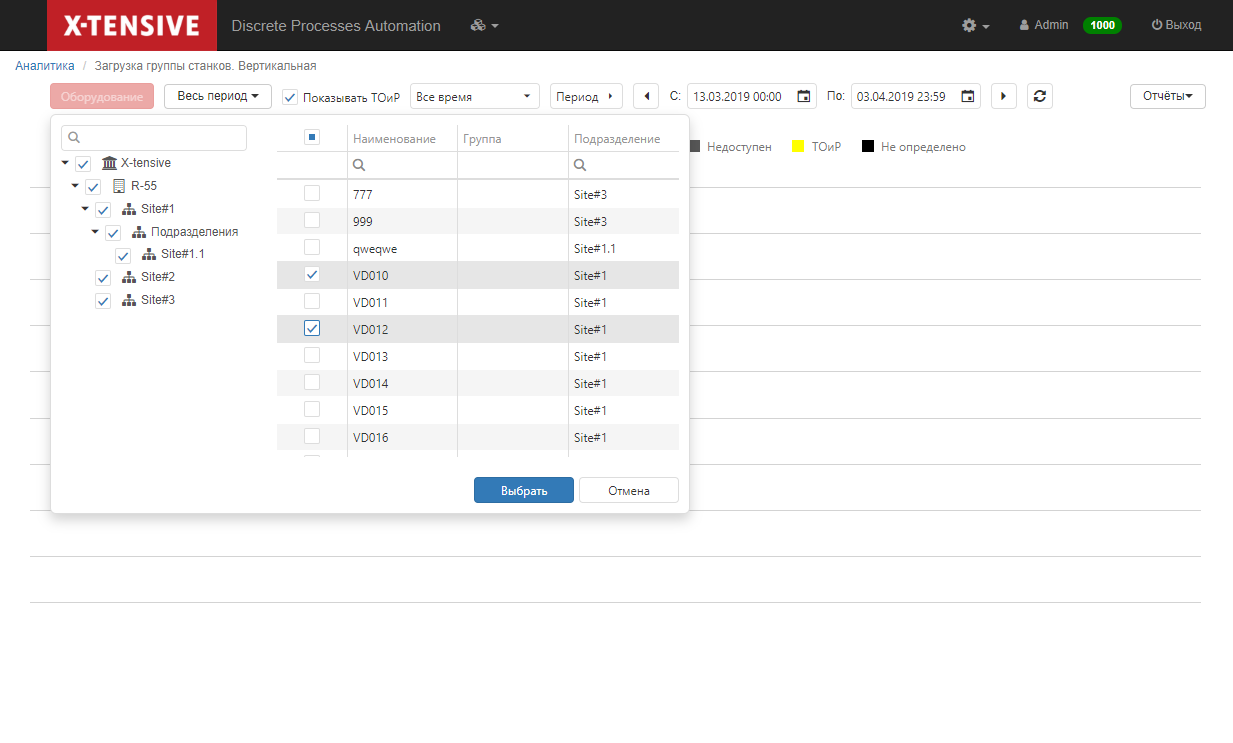 X-TENSIVE Discrete Processes Automation Admin 1000 Выход
Аналитика / Загрузка группы станков. Вертикальная
Оборудование Весь период Показывать ТОиР Все время Период С: 13.03.2019 00:00 По: 03.04.2019 23:59 Отчёты
Недоступен ТОиР Не определено
X-tensive
R-55
Site#1
Подразделения
Site#1.1
Site#2
Site#3
Наименование Группа Подразделение
777 Site#3
999 Site#3
qweqwe Site#1.1
VD010 Site#1
VD011 Site#1
VD012 Site#1
VD013 Site#1
VD014 Site#1
VD015 Site#1
VD016 Site#1
Выбрать Отмена